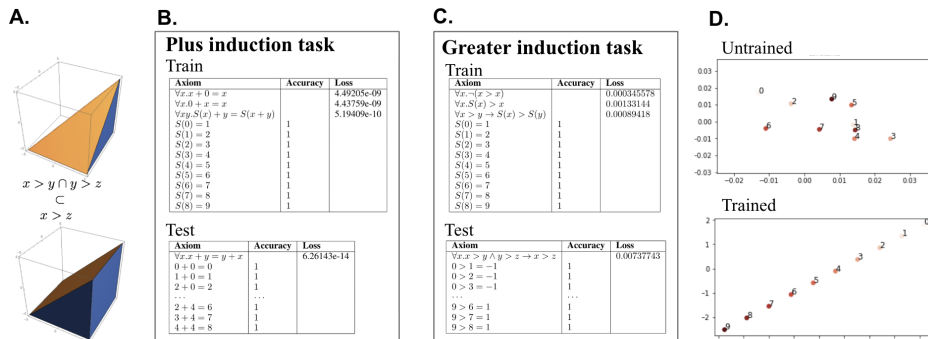 A.
x > y ∩ y > z
⊂
x > z
B.
Plus induction task
Train
Axiom Accuracy Loss
∀x.x + 0 = x 4.49205e-09
∀x.0 + x = x 4.43759e-09
∀xy.S(x) + y = S(x + y) 5.19409e-10
S(0) = 1 1
S(1) = 2 1
S(2) = 3 1
S(3) = 4 1
S(4) = 5 1
S(5) = 6 1
S(6) = 7 1
S(7) = 8 1
S(8) = 9 1
Test
Axiom Accuracy Loss
∀x.x + y = y + x 6.26143e-14
0 + 0 = 0 1
1 + 0 = 1 1
2 + 0 = 2 1
... ...
2 + 4 = 6 1
3 + 4 = 7 1
4 + 4 = 8 1
C.
Greater induction task
Train
Axiom Accuracy Loss
∀x.¬(x > x) 0.000345578
∀x.S(x) > x 0.00133144
∀x > y → S(x) > S(y) 0.00089418
S(0) = 1 1
S(1) = 2 1
S(2) = 3 1
S(3) = 4 1
S(4) = 5 1
S(5) = 6 1
S(6) = 7 1
S(7) = 8 1
S(8) = 9 1
Test
Axiom Accuracy Loss
∀x.x > y ∧ y > z → x > z 0.00737743
0 > 1 = −1 1
0 > 2 = −1 1
0 > 3 = −1 1
... ...
9 > 6 = 1 1
9 > 7 = 1 1
9 > 8 = 1 1
D.
Untrained
0.03
0.02
0.01
0.00
-0.01
-0.02
-0.03
0 2 9 5 6 7 1 8 4 3
-0.02 -0.01 0.00 0.01 0.02 0.03
Trained
2
1
0
-1
-2
0
1
2
3
4
5
6
7
8
9